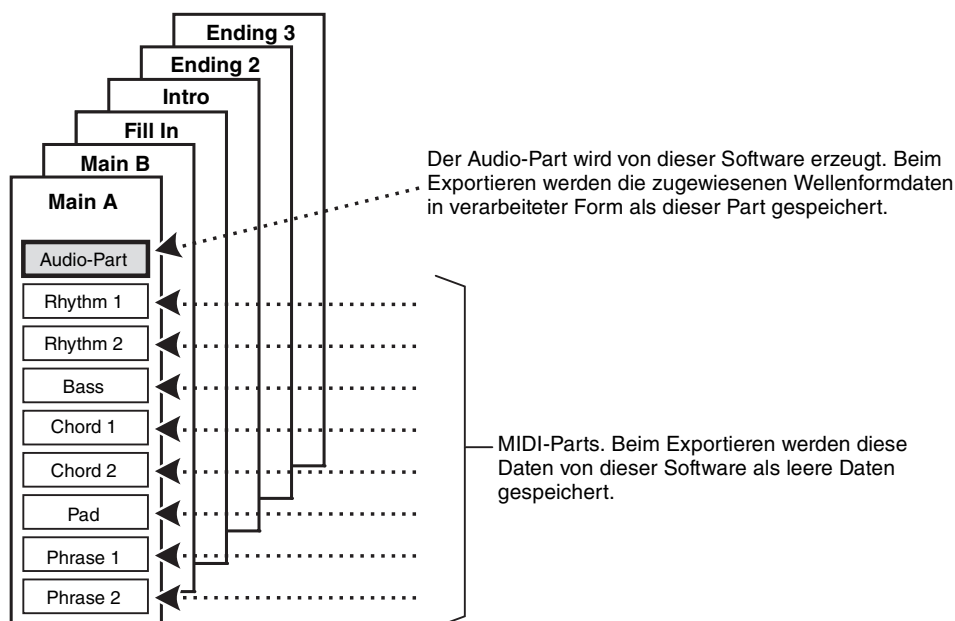 Ending 3
Ending 2
Intro
Fill In
Main B
Main A
Der Audio-Part wird von dieser Software erzeugt. Beim
Exportieren werden die zugewiesenen Wellenformdaten
in verarbeiteter Form als dieser Part gespeichert.
Audio-Part
Rhythm 1
Rhythm 2
Bass
Chord 1
Chord 2
Pad
Phrase 1
Phrase 2
MIDI-Parts. Beim Exportieren werden diese
Daten von dieser Software als leere Daten
gespeichert.